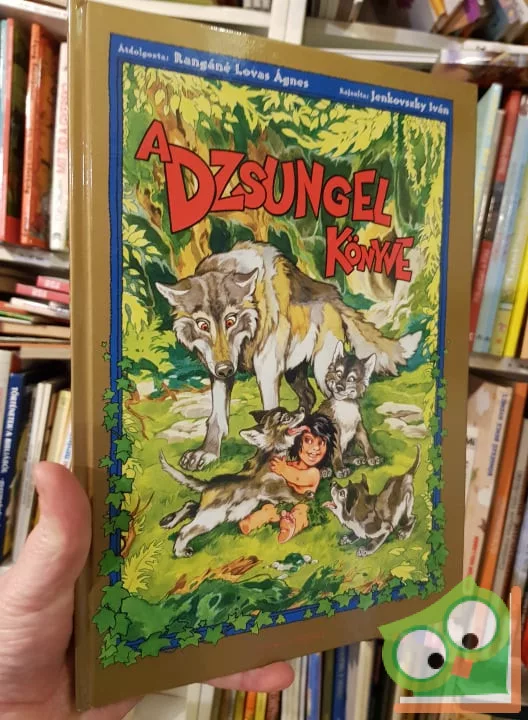 Átdolgozta: Rangáné Lovas Ágnes
Rajzolta: Jenkovszky Iván
A
DZSUNGEL
KÖNYVE